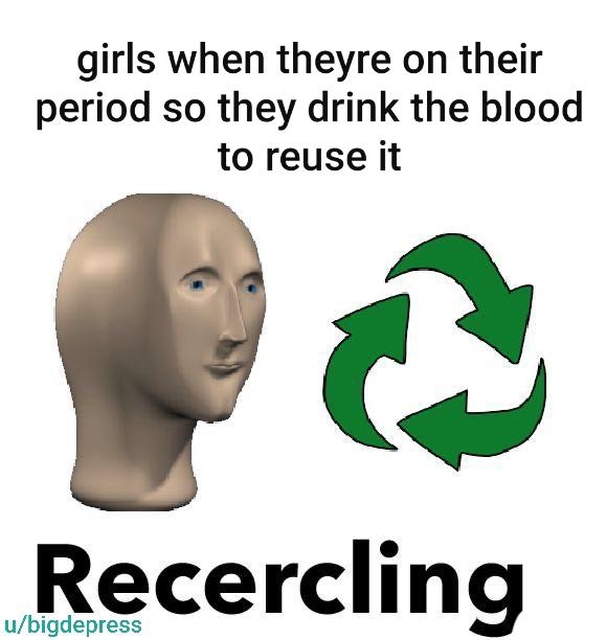 girls when theyre on their
period so they drink the blood
to reuse it
Recercling
u/bigdepress